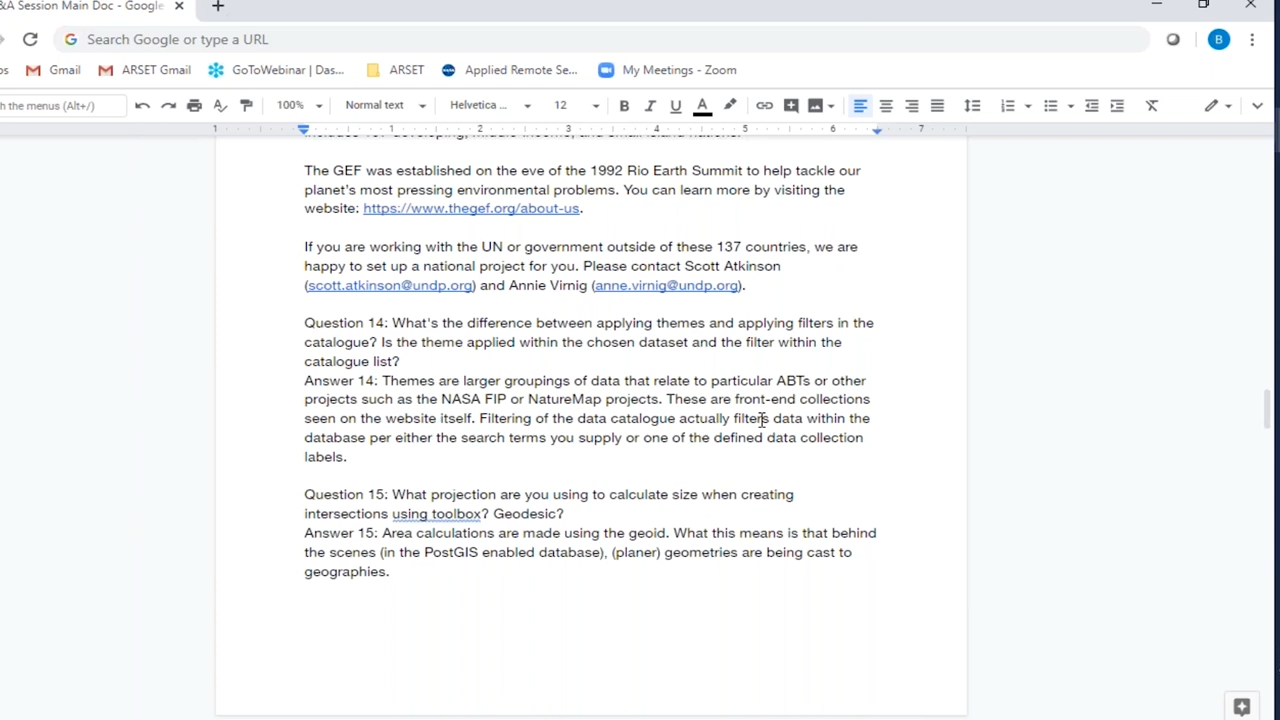 &A Session Main Doc - Google
Search Google or type a URL
ps Gmail ARSET Gmail GoToWebinar | Das... ARSET Applied Remote Se... My Meetings - Zoom
h the menus (Alt+/) 100% Normal text Helvetica ... 12 B I U A
1 1 2 3 4 5 6 7
The GEF was established on the eve of the 1992 Rio Earth Summit to help tackle our
planet's most pressing environmental problems. You can learn more by visiting the
website: https://www.thegef.org/about-us.
If you are working with the UN or government outside of these 137 countries, we are
happy to set up a national project for you. Please contact Scott Atkinson
(scott.atkinson@undp.org) and Annie Virnig (anne.virnig@undp.org).
Question 14: What's the difference between applying themes and applying filters in the
catalogue? Is the theme applied within the chosen dataset and the filter within the
catalogue list?
Answer 14: Themes are larger groupings of data that relate to particular ABTs or other
projects such as the NASA FIP or NatureMap projects. These are front-end collections
seen on the website itself. Filtering of the data catalogue actually filters data within the
database per either the search terms you supply or one of the defined data collection
labels.
Question 15: What projection are you using to calculate size when creating
intersections using toolbox? Geodesic?
Answer 15: Area calculations are made using the geoid. What this means is that behind
the scenes (in the PostGIS enabled database), (planer) geometries are being cast to
geographies.